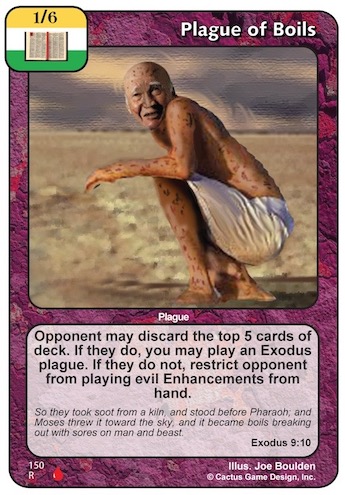 1/6
Plague of Boils
Plague
Opponent may discard the top 5 cards of
deck. If they do, you may play an Exodus
plague. If they do not, restrict opponent
from playing evil Enhancements from
hand.
So they took soot from a kiln, and stood before Pharaoh; and
Moses threw it toward the sky, and it became boils breaking
out with sores on man and beast.
Exodus 9:10
150
R
Illus. Joe Boulden
© Cactus Game Design, Inc.